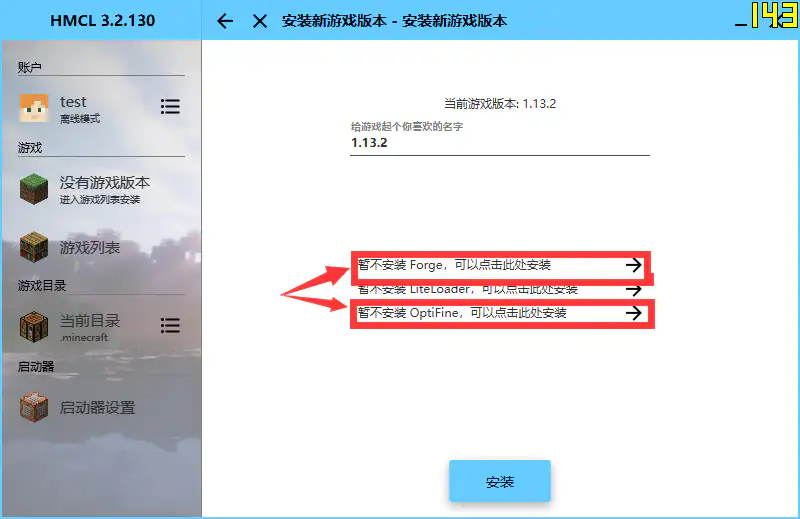 HMCL 3.2.130
安装新游戏版本 - 安装新游戏版本
143
账户
test
离线模式
游戏
没有游戏版本
进入游戏列表安装
游戏列表
游戏目录
当前目录
.minecraft
启动器
启动器设置
当前游戏版本: 1.13.2
给游戏起个你喜欢的名字
1.13.2
暂不安装 Forge，可以点击此处安装
暂不安装 LiteLoader，可以点击此处安装
暂不安装 OptiFine，可以点击此处安装
安装